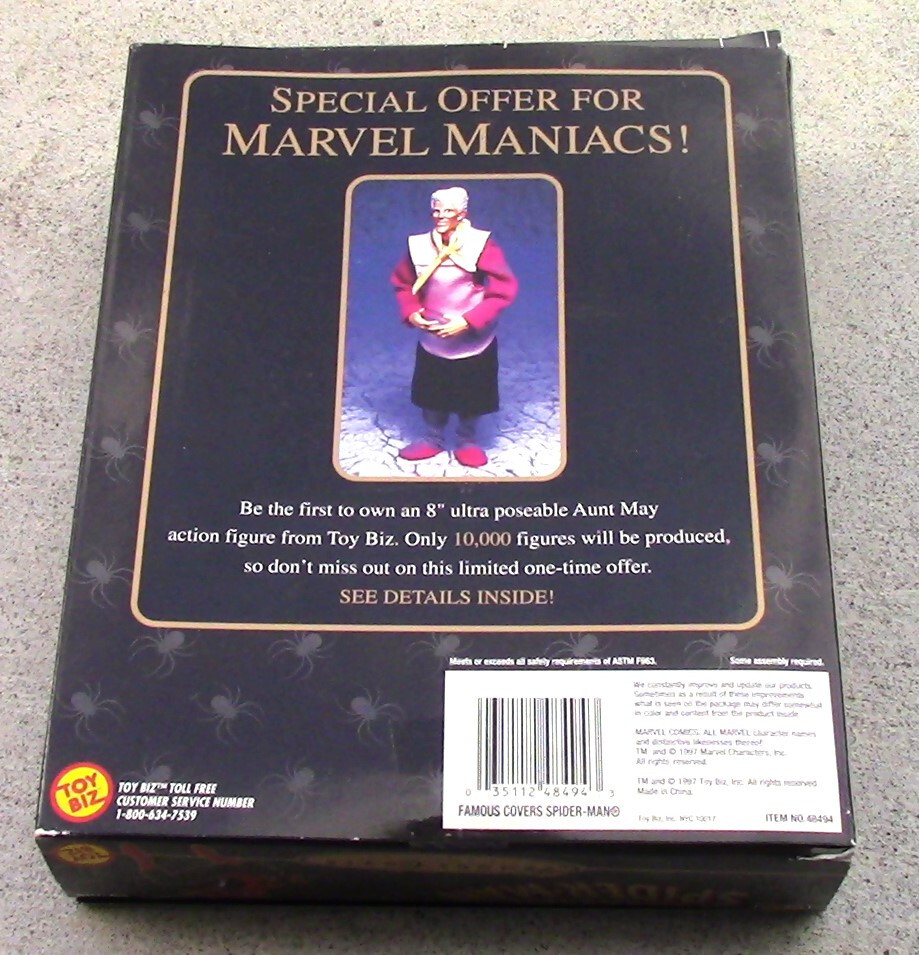 SPECIAL OFFER FOR
MARVEL MANIACS!
Be the first to own an 8" ultra poseable Aunt May
action figure from Toy Biz. Only 10,000 figures will be produced,
so don't miss out on this limited one-time offer.
SEE DETAILS INSIDE!
Meets or exceeds all safety requirements of ASTM F963.
Some assembly required.
We constantly improve and update our products.
Sometimes as a result of these improvements
what is seen on the package may differ somewhat
in color and content from the product inside.
MARVEL COMICS, ALL MARVEL character names
and distinctive likenesses thereof:
TM and © 1997 Marvel Characters, Inc.
All rights reserved.
TM and © 1997 Toy Biz, Inc. All rights reserved.
Made in China.
Toy Biz, Inc. NYC 10017
ITEM NO. 48494
0 35112 48494 3
FAMOUS COVERS SPIDER-MAN®
TOY
BIZ
TOY BIZ™ TOLL FREE
CUSTOMER SERVICE NUMBER
1-800-634-7539